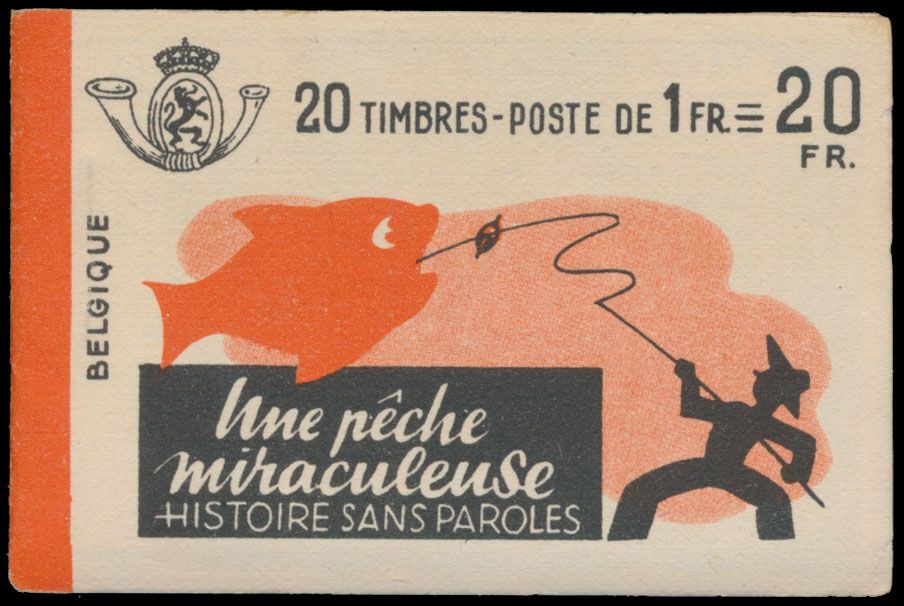 20 TIMBRES-POSTE DE 1 FR = 20 FR.
BELGIQUE
Une pêche
miraculeuse
HISTOIRE SANS PAROLES